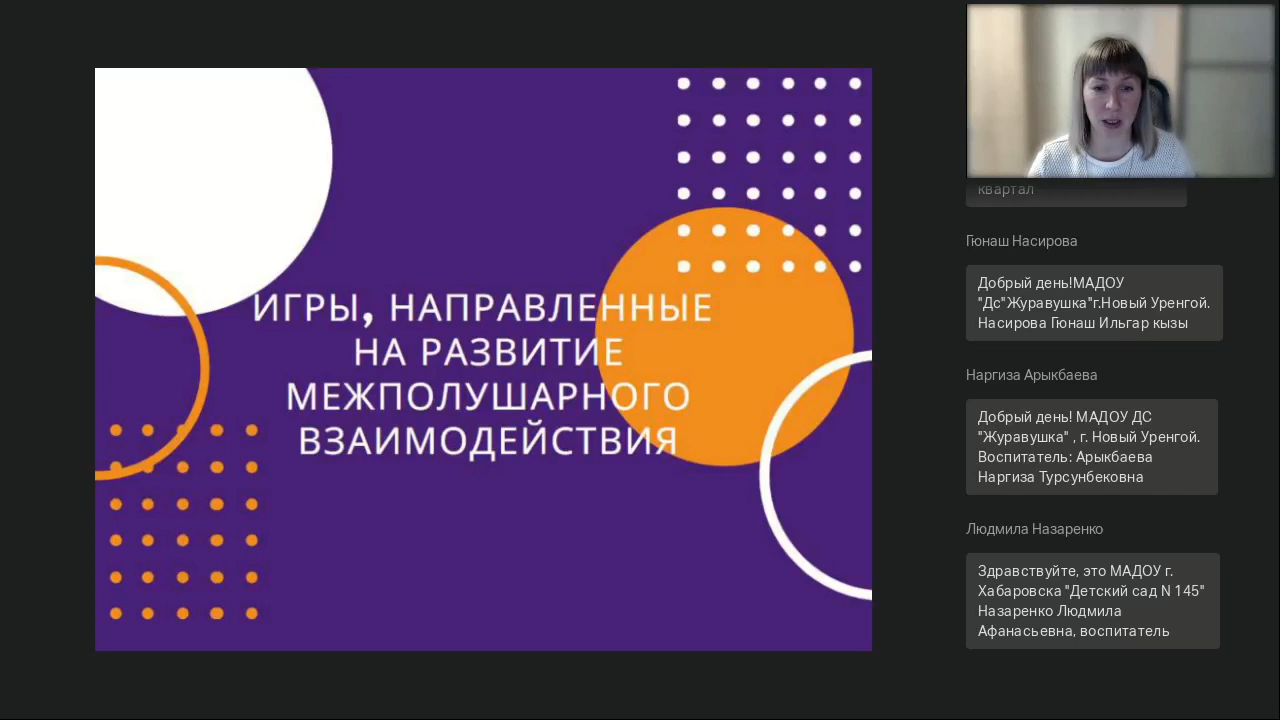 ИГРЫ, НАПРАВЛЕННЫЕ
НА РАЗВИТИЕ
МЕЖПОЛУШАРНОГО
ВЗАИМОДЕЙСТВИЯ
квартал
Гюнаш Насирова
Добрый день!МАДОУ
"Дс"Журавушка"г.Новый Уренгой.
Насирова Гюнаш Ильгар кызы
Наргиза Арыкбаева
Добрый день! МАДОУ ДС
"Журавушка" , г. Новый Уренгой.
Воспитатель: Арыкбаева
Наргиза Турсунбековна
Людмила Назаренко
Здравствуйте, это МАДОУ г.
Хабаровска "Детский сад N 145"
Назаренко Людмила
Афанасьевна, воспитатель